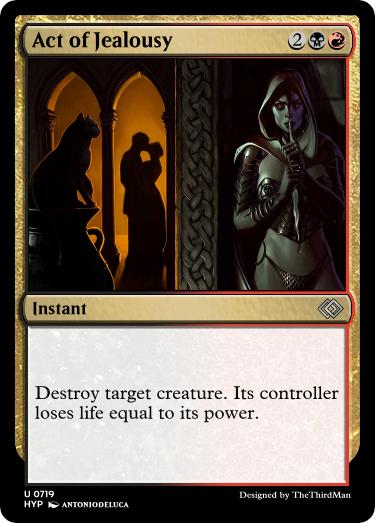 Act of Jealousy 2
Instant
Destroy target creature. Its controller
loses life equal to its power.
U 0719
HYP ANTONIODELUCA
Designed by TheThirdMan